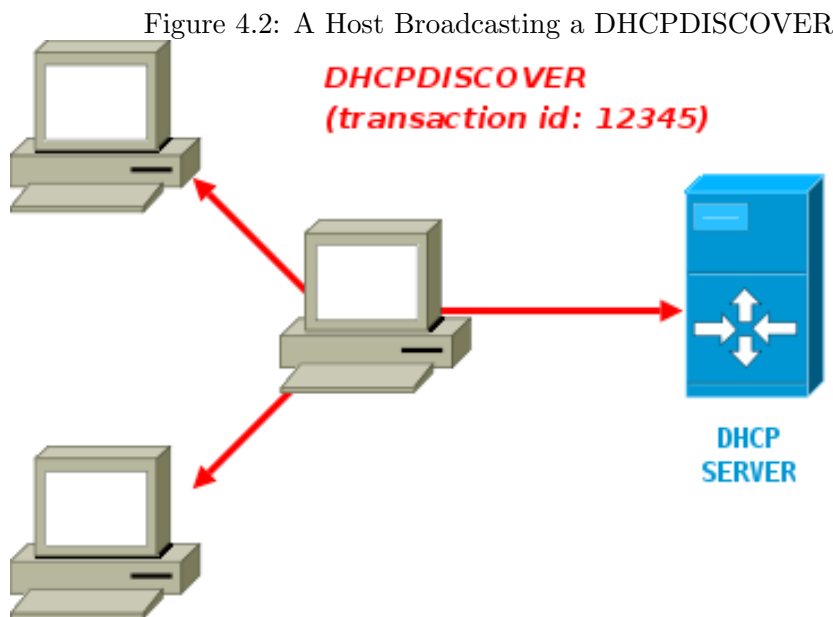 Figure 4.2: A Host Broadcasting a DHCPDISCOVER
DHCPDISCOVER
(transaction id: 12345)
DHCP
SERVER